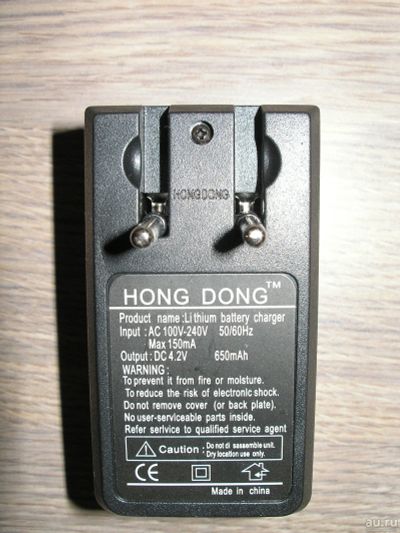 HONGDONG
HONG DONG™
Product name:Lithium battery charger
Input:AC 100V-240V 50/60Hz
Max 150mA
Output:DC 4.2V 650mAh
WARNING:
To prevent it from fire or moisture.
To reduce the risk of electronic shock.
Do not remove cover (or back plate).
No user-serviceable parts inside.
Refer serivice to qualified service agent
Caution: Do not di sassemble unit.
Dry location use only.
CE
Made in china
au.ru